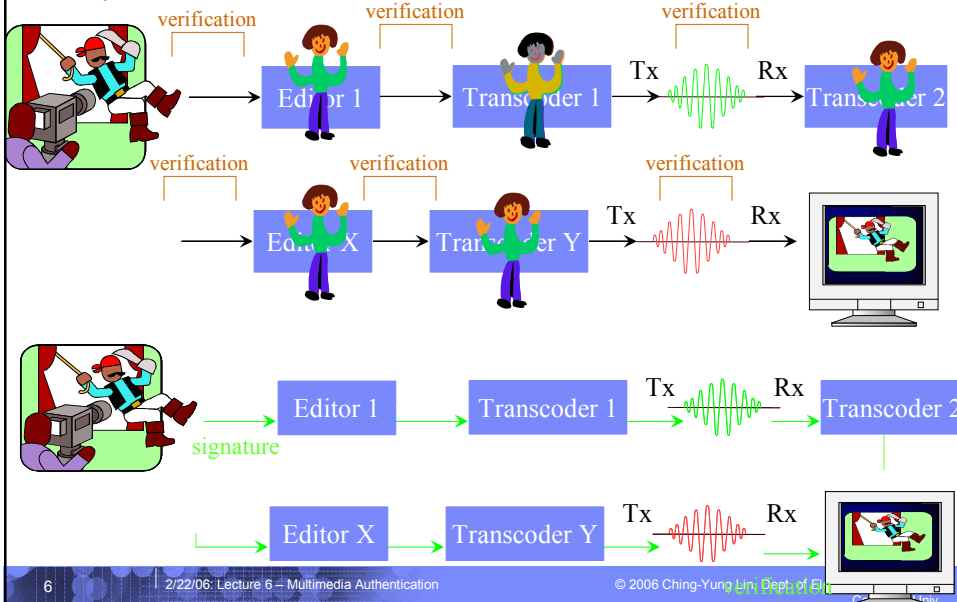 verification
verification
verification
Editor 1
Transcoder 1
Tx
Rx
Transcoder 2
verification
verification
verification
Editor X
Transcoder Y
Tx
Rx
signature
Editor 1
Transcoder 1
Tx
Rx
Transcoder 2
Editor X
Transcoder Y
Tx
Rx
verification
6
2/22/06: Lecture 6 – Multimedia Authentication
© 2006 Ching-Yung Lin, Dept. of
Univ